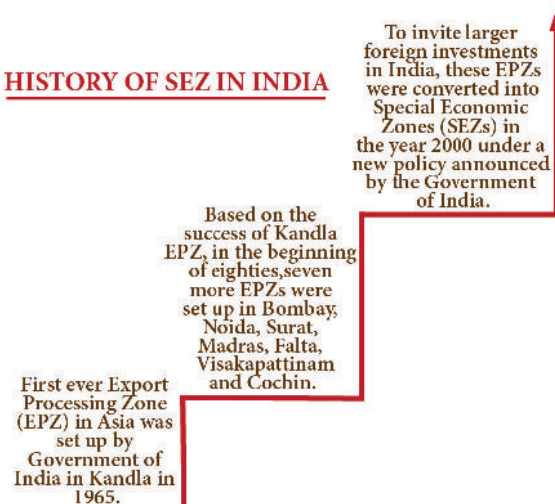 HISTORY OF SEZ IN INDIA
First ever Export
Processing Zone
(EPZ) in Asia was
set up by
Government of
India in Kandla in
1965.
Based on the
success of Kandla
EPZ, in the beginning
of eighties,seven
more EPZs were
set up in Bombay,
Noida, Surat,
Madras, Falta,
Visakapattinam
and Cochin.
To invite larger
foreign investments
in India, these EPZs
were converted into
Special Economic
Zones (SEZs) in
the year 2000 under a
new policy announced
by the Government
of India.